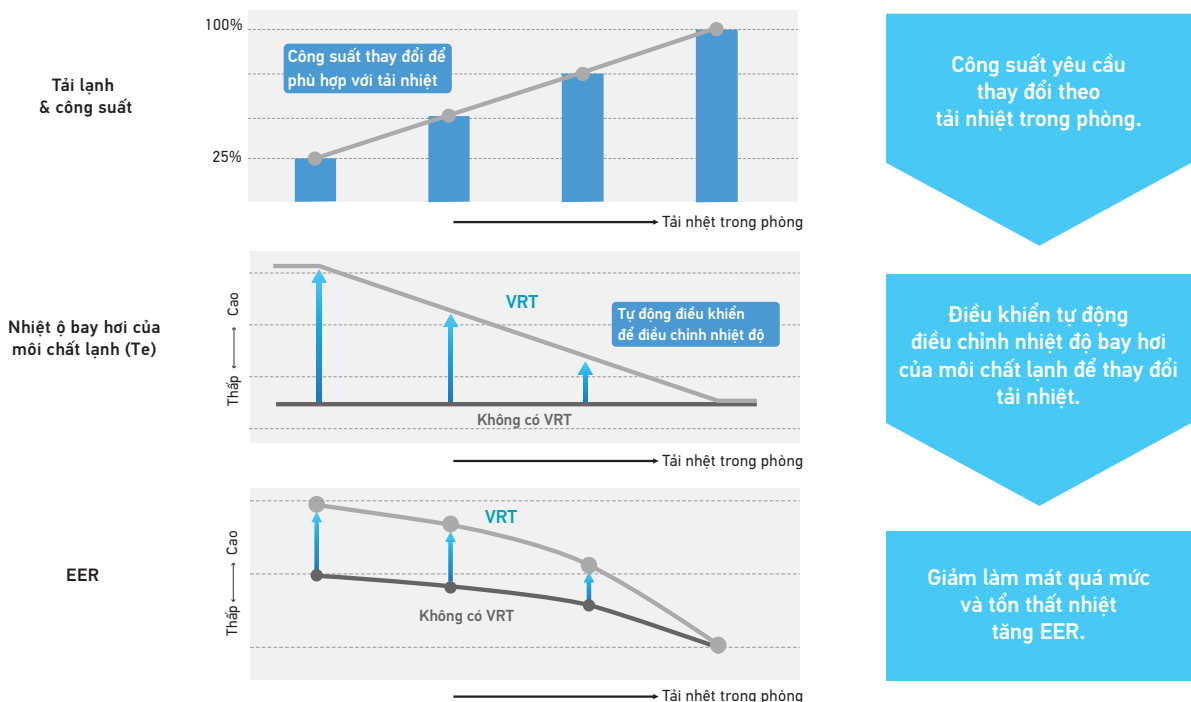 Tải lạnh
& công suất
100%
25%
Công suất thay đổi để
phù hợp với tải nhiệt
Tải nhệt trong phòng
Công suất yêu cầu
thay đổi theo
tải nhiệt trong phòng.
Nhiệt ộ bay hơi của
môi chất lạnh (Te)
Thấp Cao
VRT
Tự động điều khiển
để điều chỉnh nhiệt độ
Không có VRT
Tải nhệt trong phòng
Điều khiển tự động
điều chỉnh nhiệt độ bay hơi
của môi chất lạnh để thay đổi
tải nhiệt.
EER
Thấp Cao
VRT
Không có VRT
Tải nhệt trong phòng
Giảm làm mát quá mức
và tổn thất nhiệt
tăng EER.